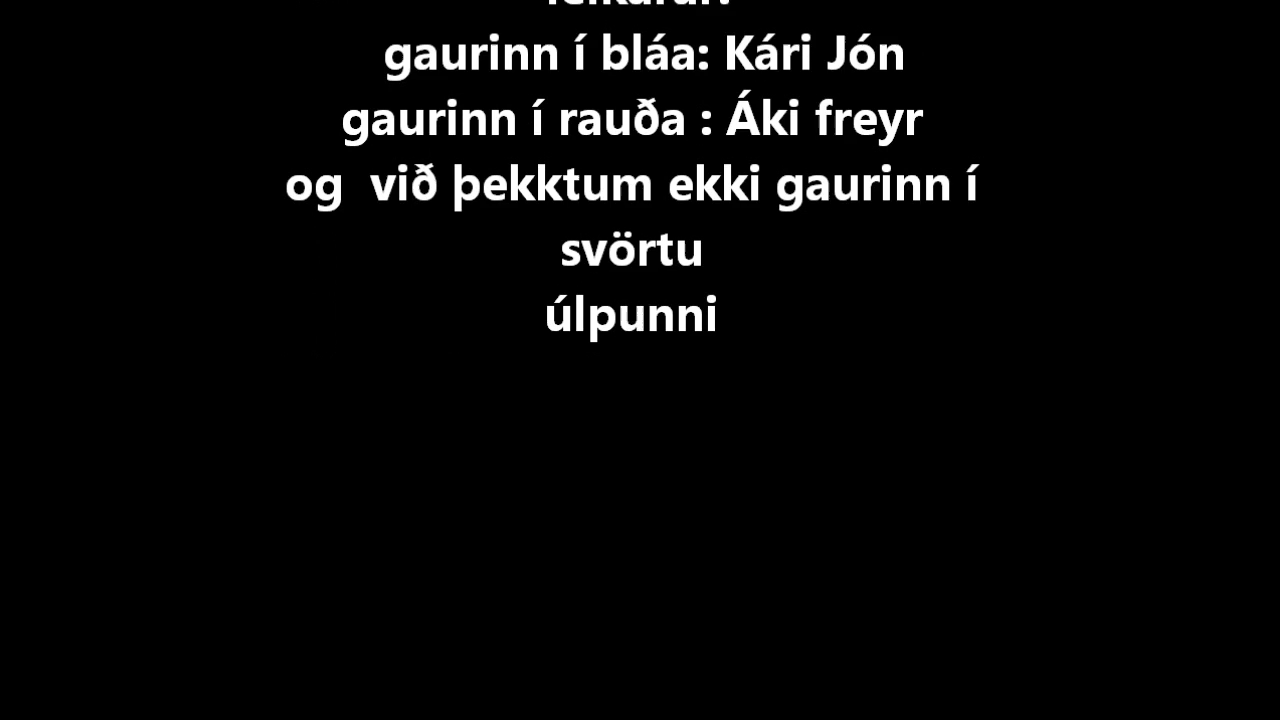 gaurinn í bláa: Kári Jón
gaurinn í rauða : Áki freyr
og  við þekktum ekki gaurinn í
svörtu
úlpunni